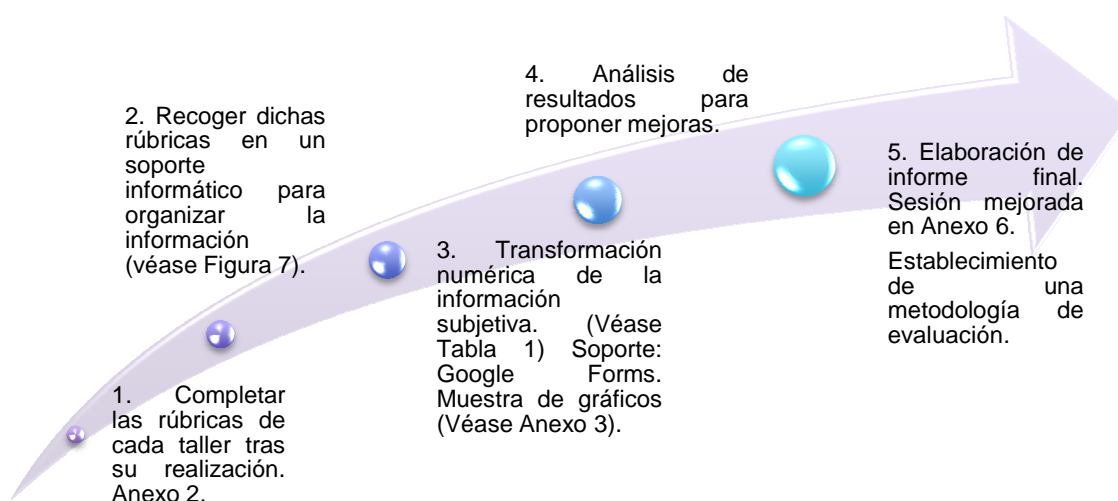 1. Completar
las rúbricas de
cada taller tras
su realización.
Anexo 2.
2. Recoger dichas
rúbricas en un
soporte
informático para
organizar la
información
(véase Figura 7).
3. Transformación
numérica de la
información
subjetiva. (Véase
Tabla 1) Soporte:
Google Forms.
Muestra de gráficos
(Véase Anexo 3).
4. Análisis de
resultados para
proponer mejoras.
5. Elaboración de
informe final.
Sesión mejorada
en Anexo 6.
Establecimiento
de una
metodología de
evaluación.